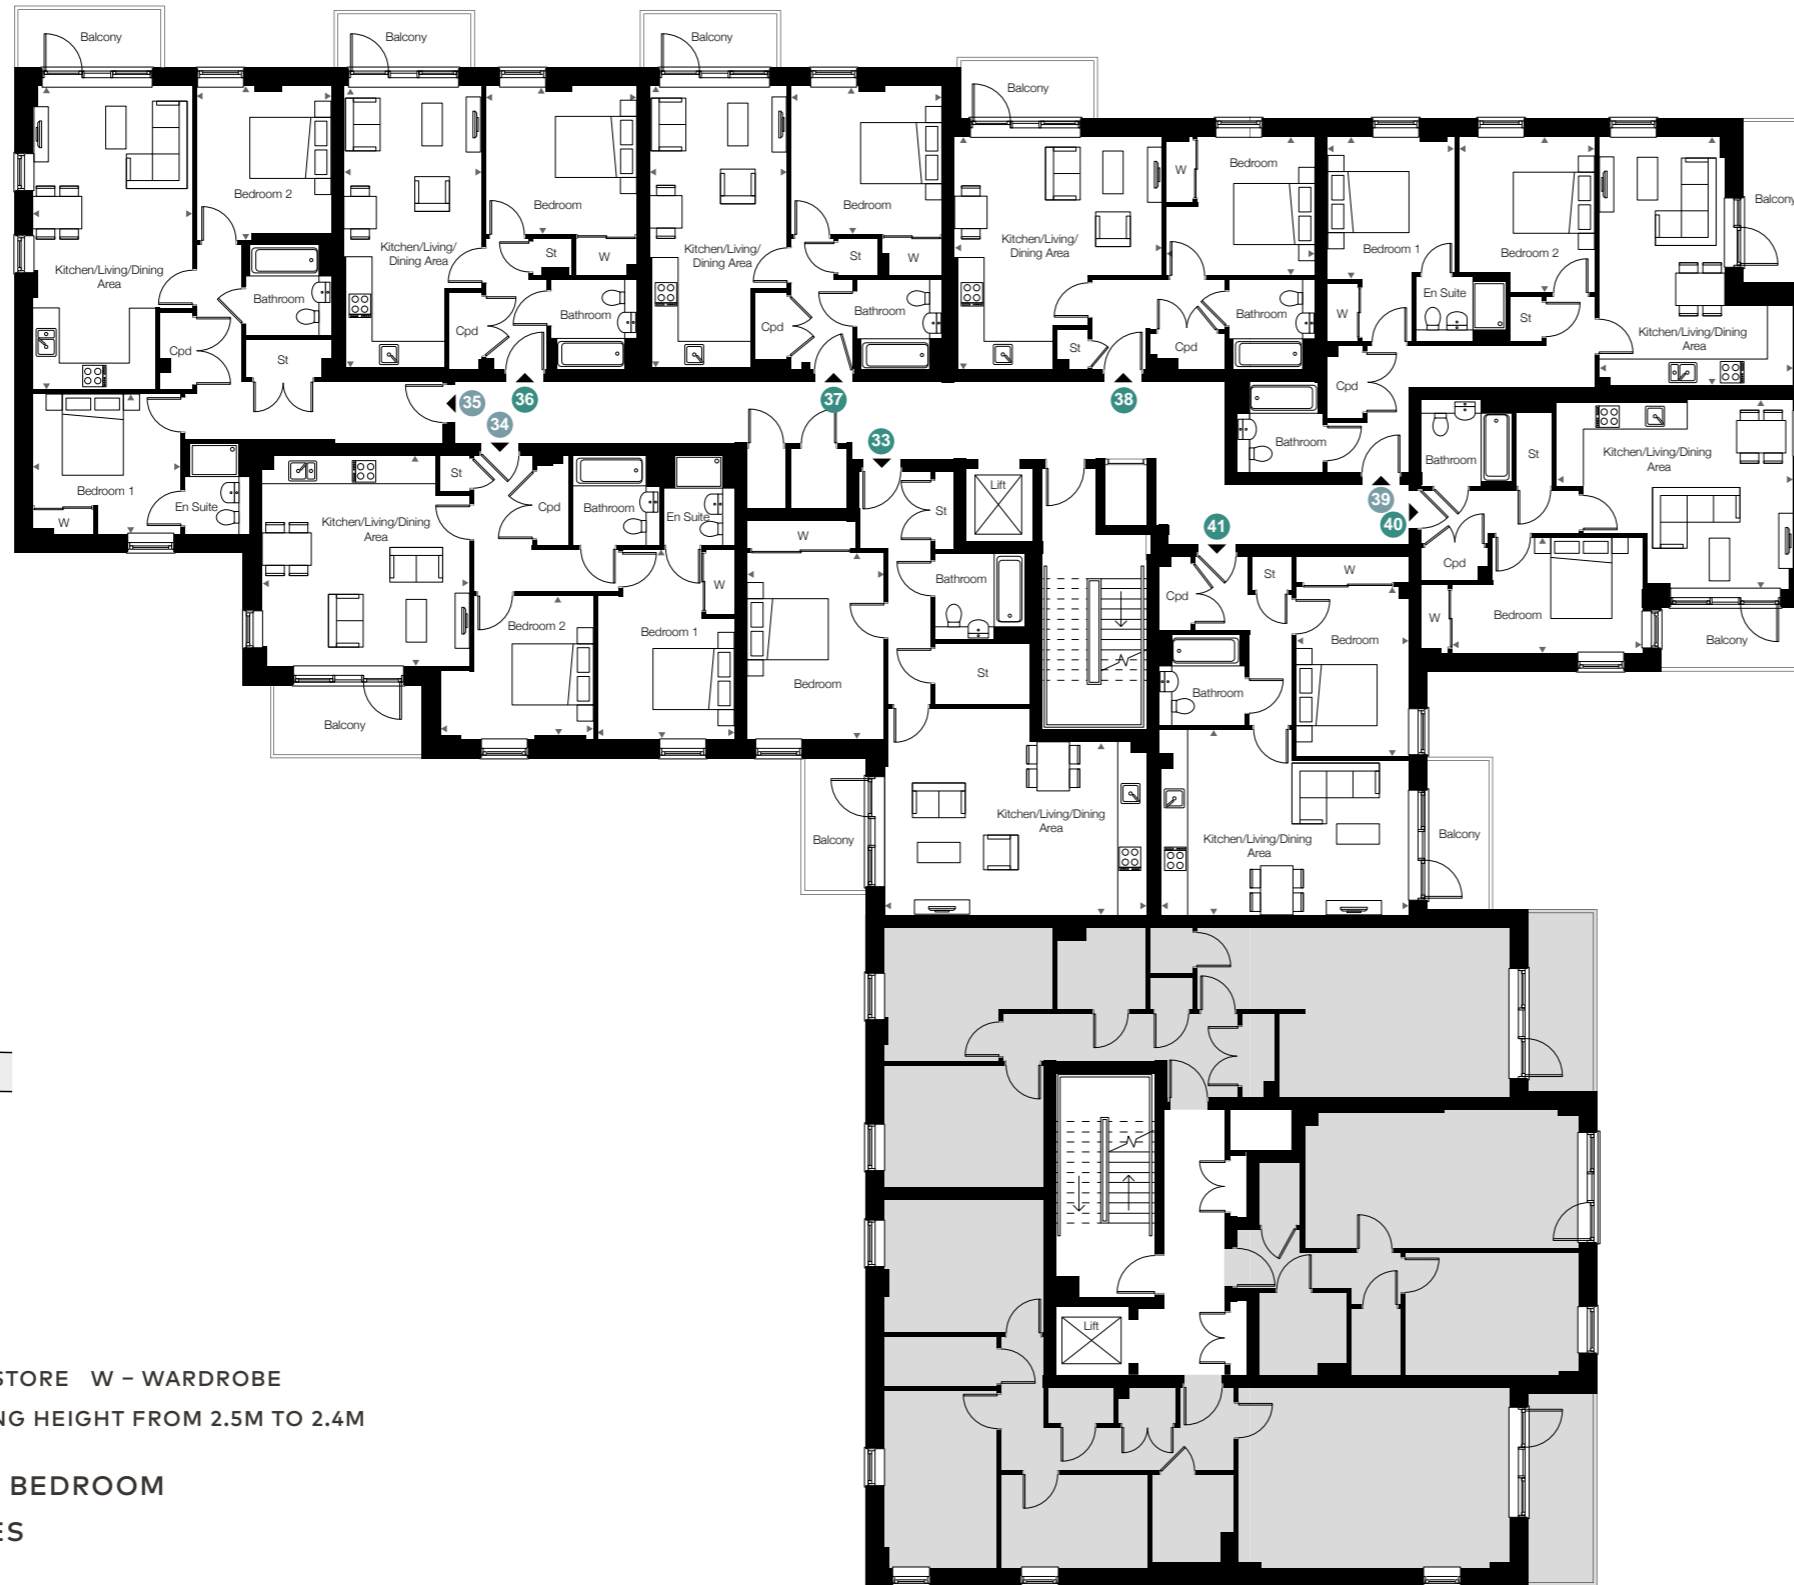 Balcony
Balcony
Balcony
Balcony
Bedroom 2
Kitchen/Living/Dining
Area
Bathroom
Cpd
St
Bedroom 1
W
En Suite
35
Bedroom
Kitchen/Living/
Dining Area
St
W
Cpd
Bathroom
36
Bedroom
Kitchen/Living/
Dining Area
St
W
Cpd
Bathroom
37
Kitchen/Living/
Dining Area
W
Bedroom
Bathroom
St
Cpd
38
Bedroom 1
Bedroom 2
Balcony
En Suite
W
St
Kitchen/Living/Dining
Area
Cpd
Bathroom
39
34
St
Cpd
Bathroom
En Suite
Kitchen/Living/Dining
Area
W
Bedroom 2
Bedroom 1
Balcony
33
St
W
Bathroom
Bedroom
St
Kitchen/Living/Dining
Area
Balcony
Lift
40
Bathroom
St
Kitchen/Living/Dining
Area
Cpd
W
Bedroom
Balcony
41
Cpd
St
W
Bedroom
Bathroom
Kitchen/Living/Dining
Area
Balcony
Lift
STORE W – WARDROBE
NG HEIGHT FROM 2.5M TO 2.4M
BEDROOM
ES